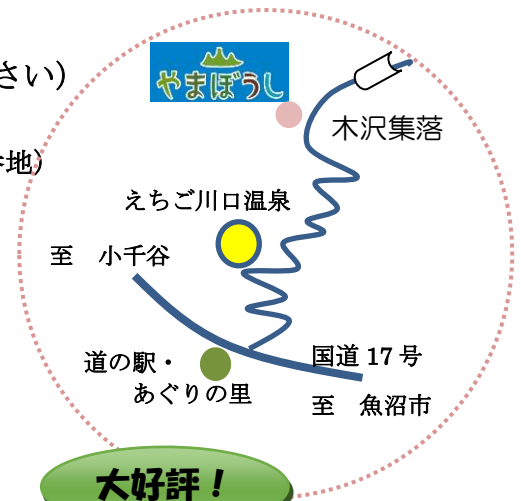 さい）
やまぼうし
木沢集落
地）
えちご川口温泉
至　小千谷
道の駅・
あぐりの里
国道 17 号
至　魚沼市
大好評！